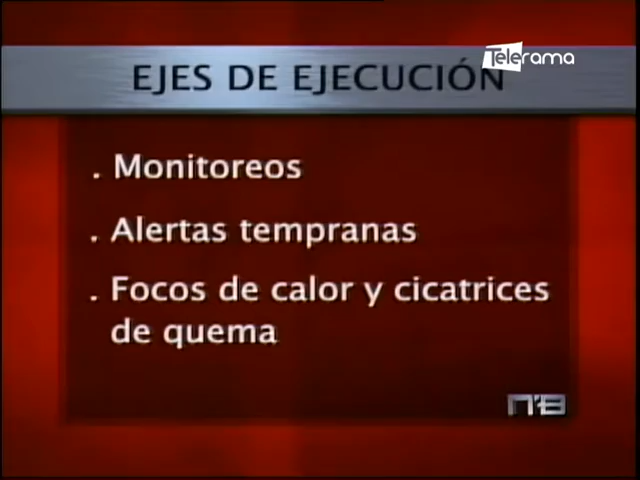 Telerama
EJES DE EJECUCIÓN
. Monitoreos
. Alertas tempranas
. Focos de calor y cicatrices
de quema